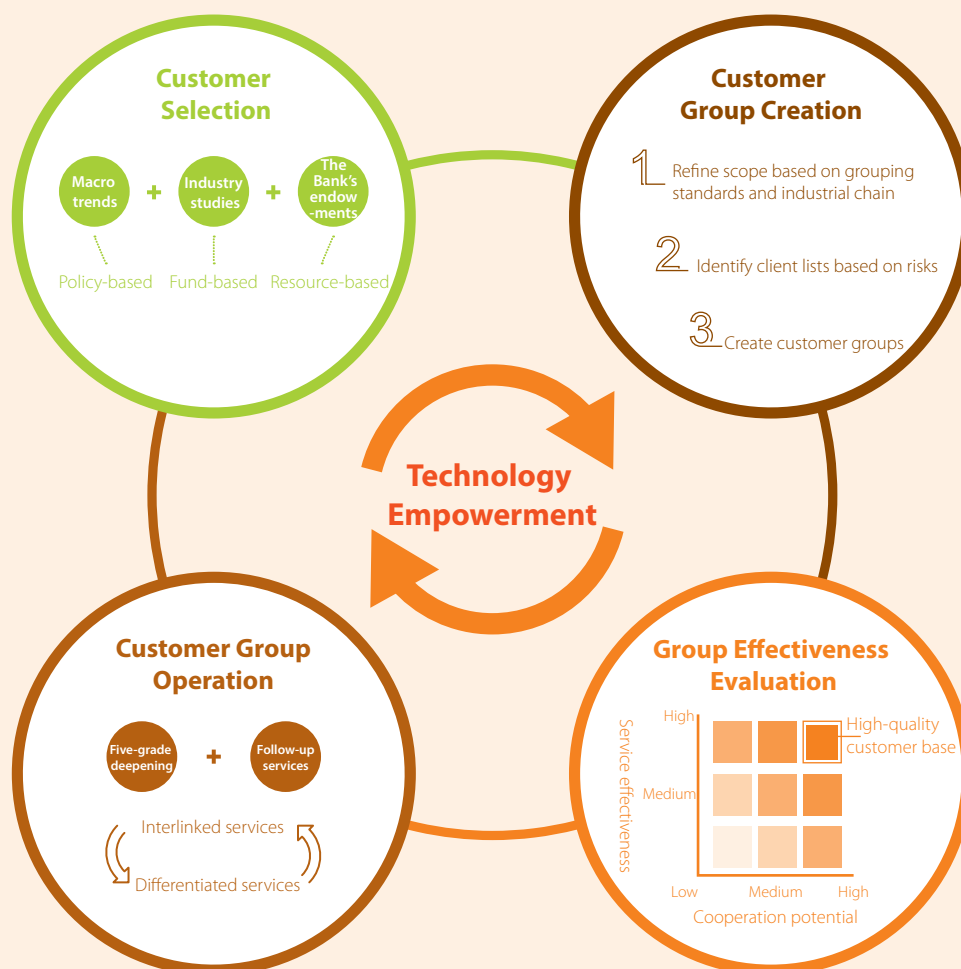 Customer
Selection
Macro
trends
+
Industry
studies
+
The
Bank's
endow
-ments
Policy-based
Fund-based
Resource-based
Customer
Group Creation
1
Refine scope based on grouping
standards and industrial chain
2
Identify client lists based on risks
3
Create customer groups
Technology
Empowerment
Customer Group
Operation
Five-grade
deepening
+
Follow-up
services
Interlinked services
Differentiated services
Group Effectiveness
Evaluation
Service effectiveness
High
Medium
Low
Medium
High
Cooperation potential
High-quality
customer base